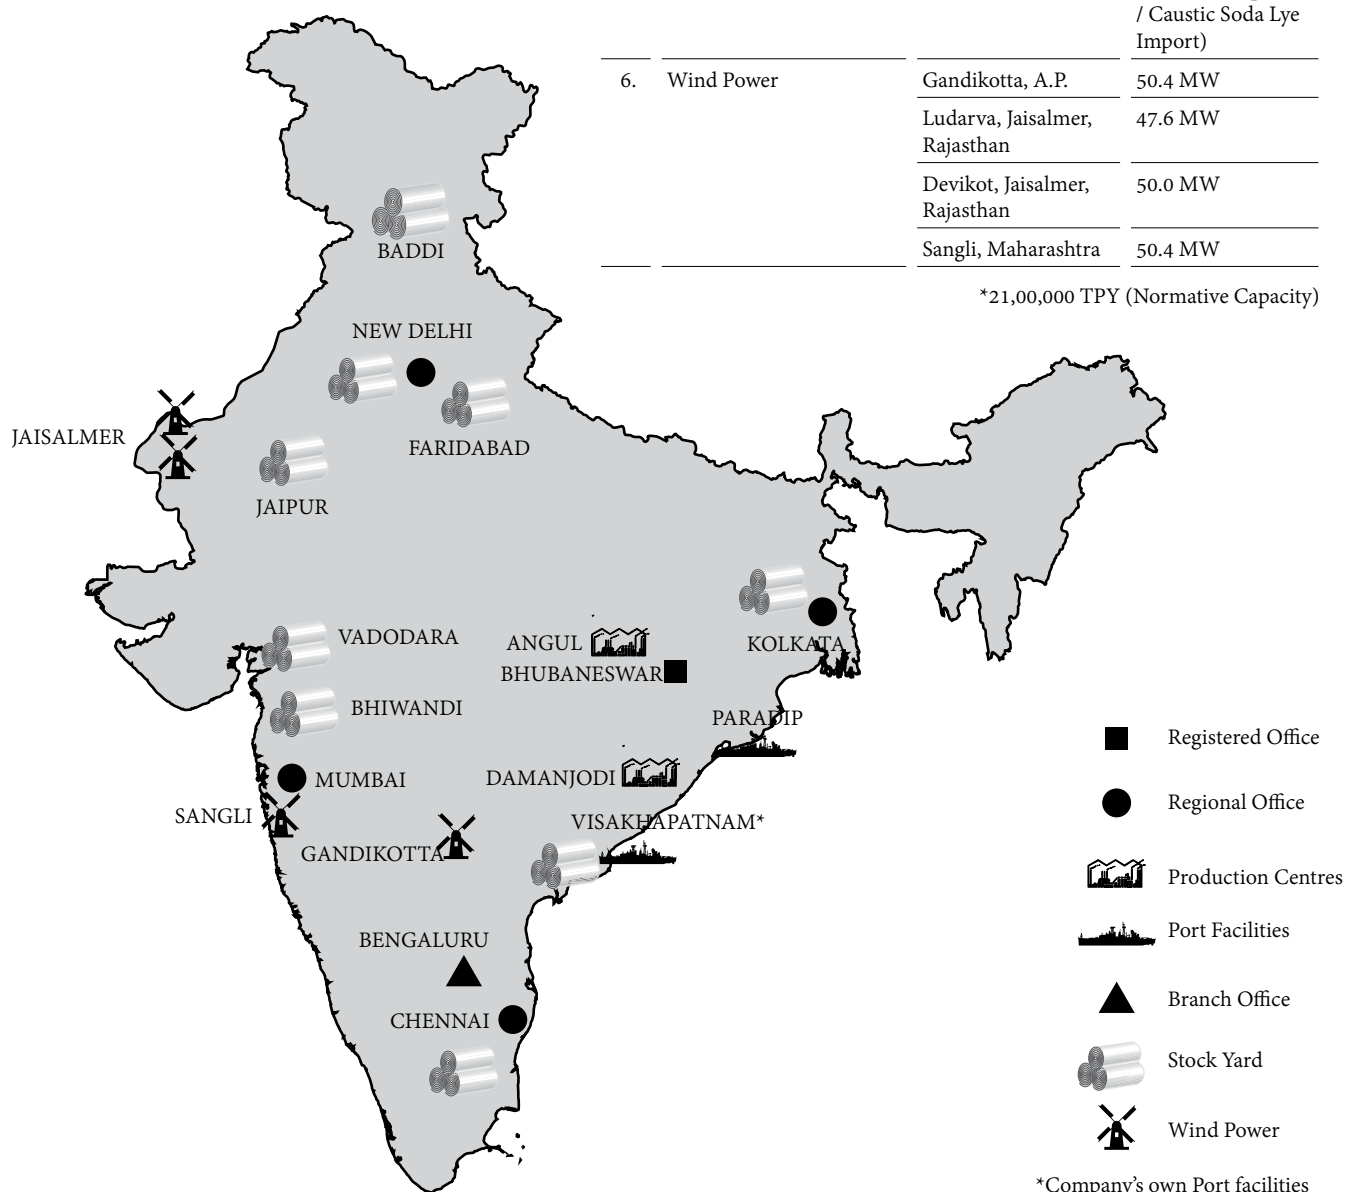 / Caustic Soda Lye
Import)
6. Wind Power Gandikotta, A.P. 50.4 MW
Ludarva, Jaisalmer, 47.6 MW
Rajasthan
Devikot, Jaisalmer, 50.0 MW
Rajasthan
Sangli, Maharashtra 50.4 MW
*21,00,000 TPY (Normative Capacity)
BADDI
NEW DELHI
JAISALMER
FARIDABAD
JAIPUR
VADODARA
ANGUL
KOLKATA
BHUBANESWAR
BHIWANDI
PARADIP
MUMBAI
DAMANJODI
SANGLI
VISAKHAPATNAM*
GANDIKOTTA
BENGALURU
CHENNAI
Registered Office
Regional Office
Production Centres
Port Facilities
Branch Office
Stock Yard
Wind Power
*Company's own Port facilities